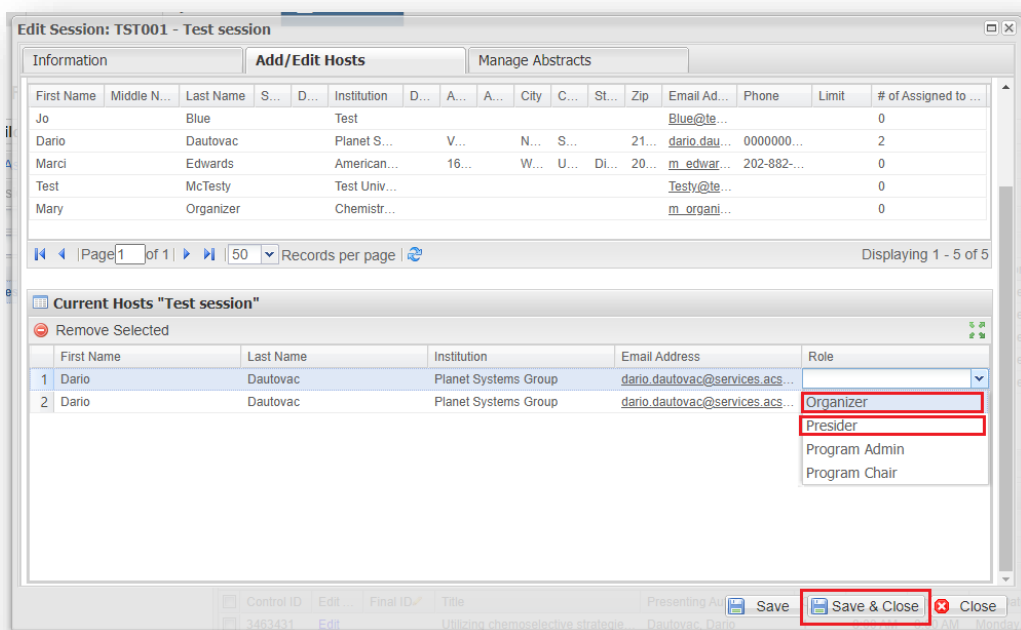 Edit Session: TST001 - Test session
Information Add/Edit Hosts Manage Abstracts
First Name Middle N... Last Name S... D... Institution D... A... A... City C... St... Zip Email Ad... Phone Limit # of Assigned to ...
Jo Blue Test Blue@te... 0
Dario Dautovac Planet S... V... N... S... 21... dario.dau... 0000000... 2
Marci Edwards American... 16... W... U... Di... 20... m_edwar... 202-882-... 0
Test McTesty Test Univ... Testy@te... 0
Mary Organizer Chemistr... m_organi... 0
Page 1 of 1 50 Records per page Displaying 1 - 5 of 5
Current Hosts "Test session"
Remove Selected
First Name Last Name Institution Email Address Role
1 Dario Dautovac Planet Systems Group dario.dautovac@services.acs...
2 Dario Dautovac Planet Systems Group dario.dautovac@services.acs... Organizer
Presider
Program Admin
Program Chair
Control ID Edit... Final ID Title Presenting Au
Save Save & Close Close
3463431 Edit Utilizing chemoselective strategie... Dautovac, Dario AM Monday